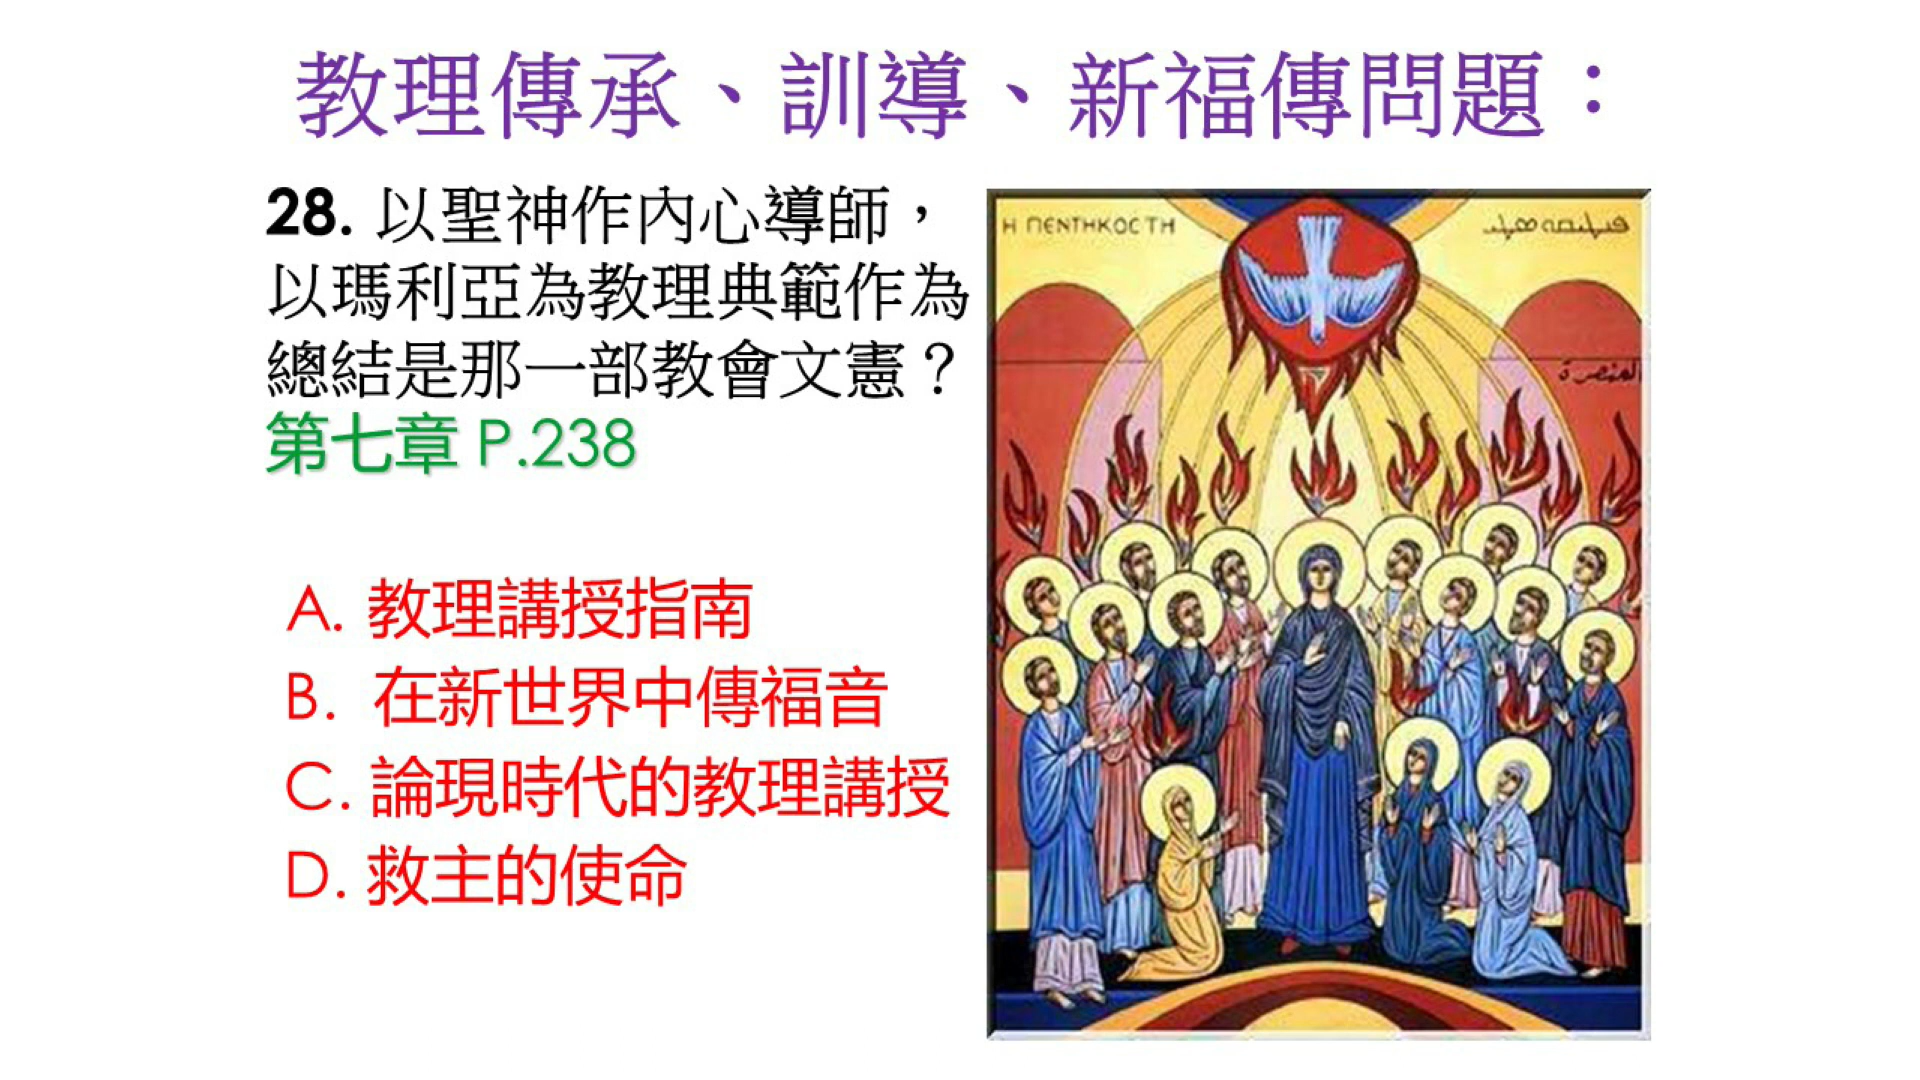 教理傳承、訓導、新福傳問題：
28. 以聖神作內心導師，
以瑪利亞為教理典範作為
總結是那一部教會文憲？
第七章 P.238
A. 教理講授指南
B. 在新世界中傳福音
C. 論現時代的教理講授
D. 救主的使命
Η ΠΕΝΤΗΚΟΣΤΗ